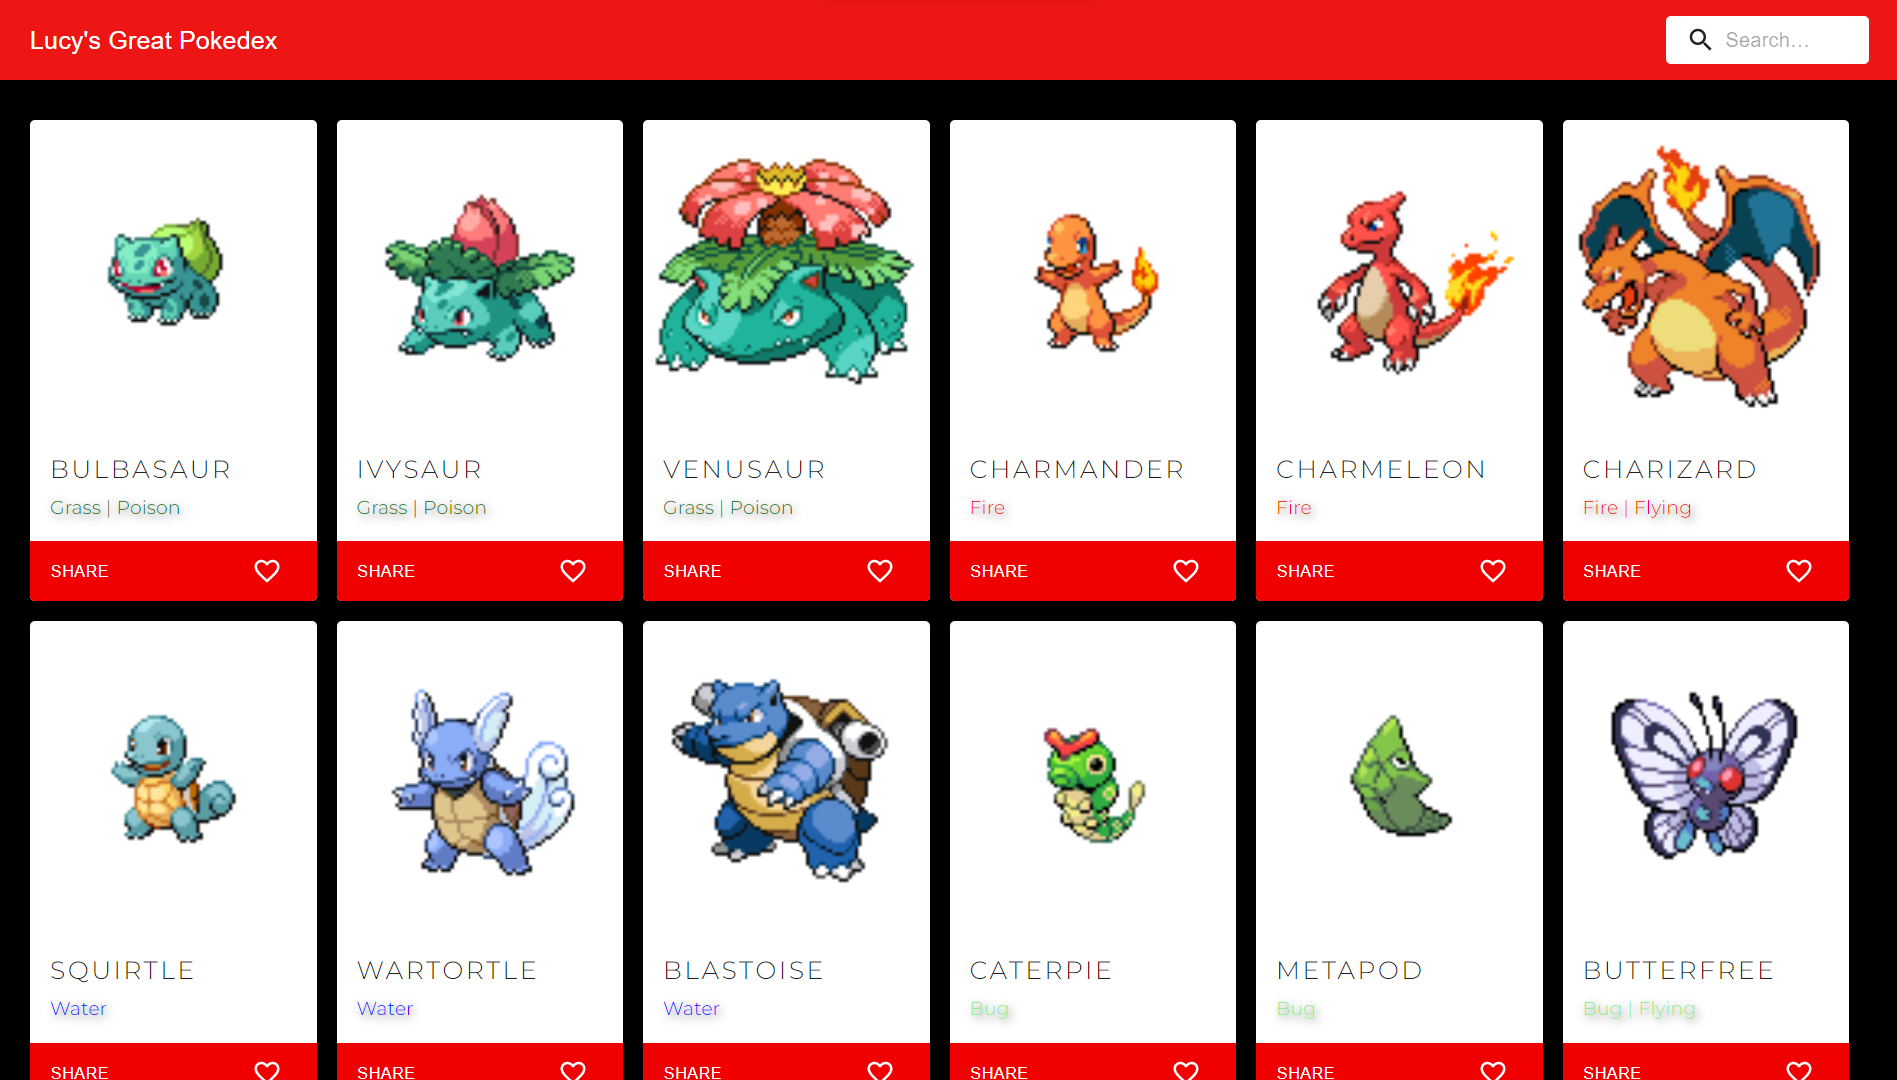 Lucy's Great Pokedex
Search…
BULBASAUR
Grass | Poison
SHARE
IVYSAUR
Grass | Poison
SHARE
VENUSAUR
Grass | Poison
SHARE
CHARMANDER
Fire
SHARE
CHARMELEON
Fire
SHARE
CHARIZARD
Fire | Flying
SHARE
SQUIRTLE
Water
SHARE
WARTORTLE
Water
SHARE
BLASTOISE
Water
SHARE
CATERPIE
Bug
SHARE
METAPOD
Bug
SHARE
BUTTERFREE
Bug | Flying
SHARE